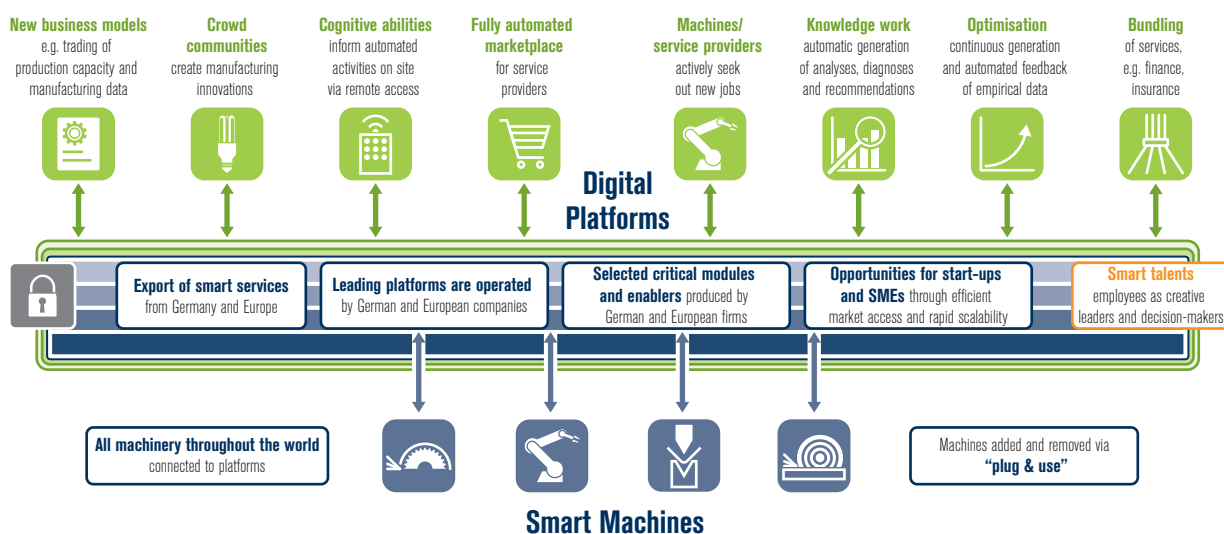 New business models
e.g. trading of
production capacity and
manufacturing data
Crowd
communities
create manufacturing
innovations
Cognitive abilities
inform automated
activities on site
via remote access
Fully automated
marketplace
for service
providers
Machines/
service providers
actively seek
out new jobs
Knowledge work
automatic generation
of analyses, diagnoses
and recommendations
Optimisation
continuous generation
and automated feedback
of empirical data
Bundling
of services,
e.g. finance,
insurance
Digital
Platforms
Export of smart services
from Germany and Europe
Leading platforms are operated
by German and European companies
Selected critical modules
and enablers produced by
German and European firms
Opportunities for start-ups
and SMEs through efficient
market access and rapid scalability
Smart talents
employees as creative
leaders and decision-makers
All machinery throughout the world
connected to platforms
Machines added and removed via
“plug & use”
Smart Machines